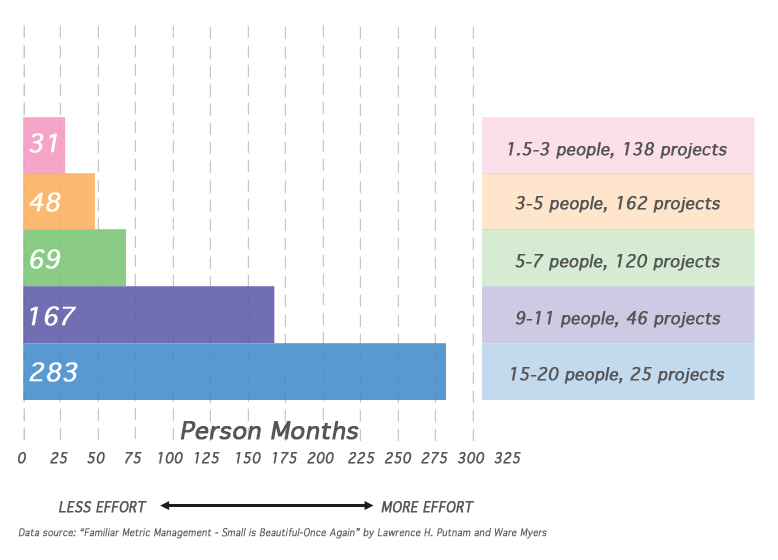 31
1.5-3 people, 138 projects
48
3-5 people, 162 projects
69
5-7 people, 120 projects
167
9-11 people, 46 projects
283
15-20 people, 25 projects
Person Months
0 25 50 75 100 125 150 175 200 225 250 275 300 325
LESS EFFORT MORE EFFORT
Data source: “Familiar Metric Management - Small is Beautiful-Once Again” by Lawrence H. Putnam and Ware Myers